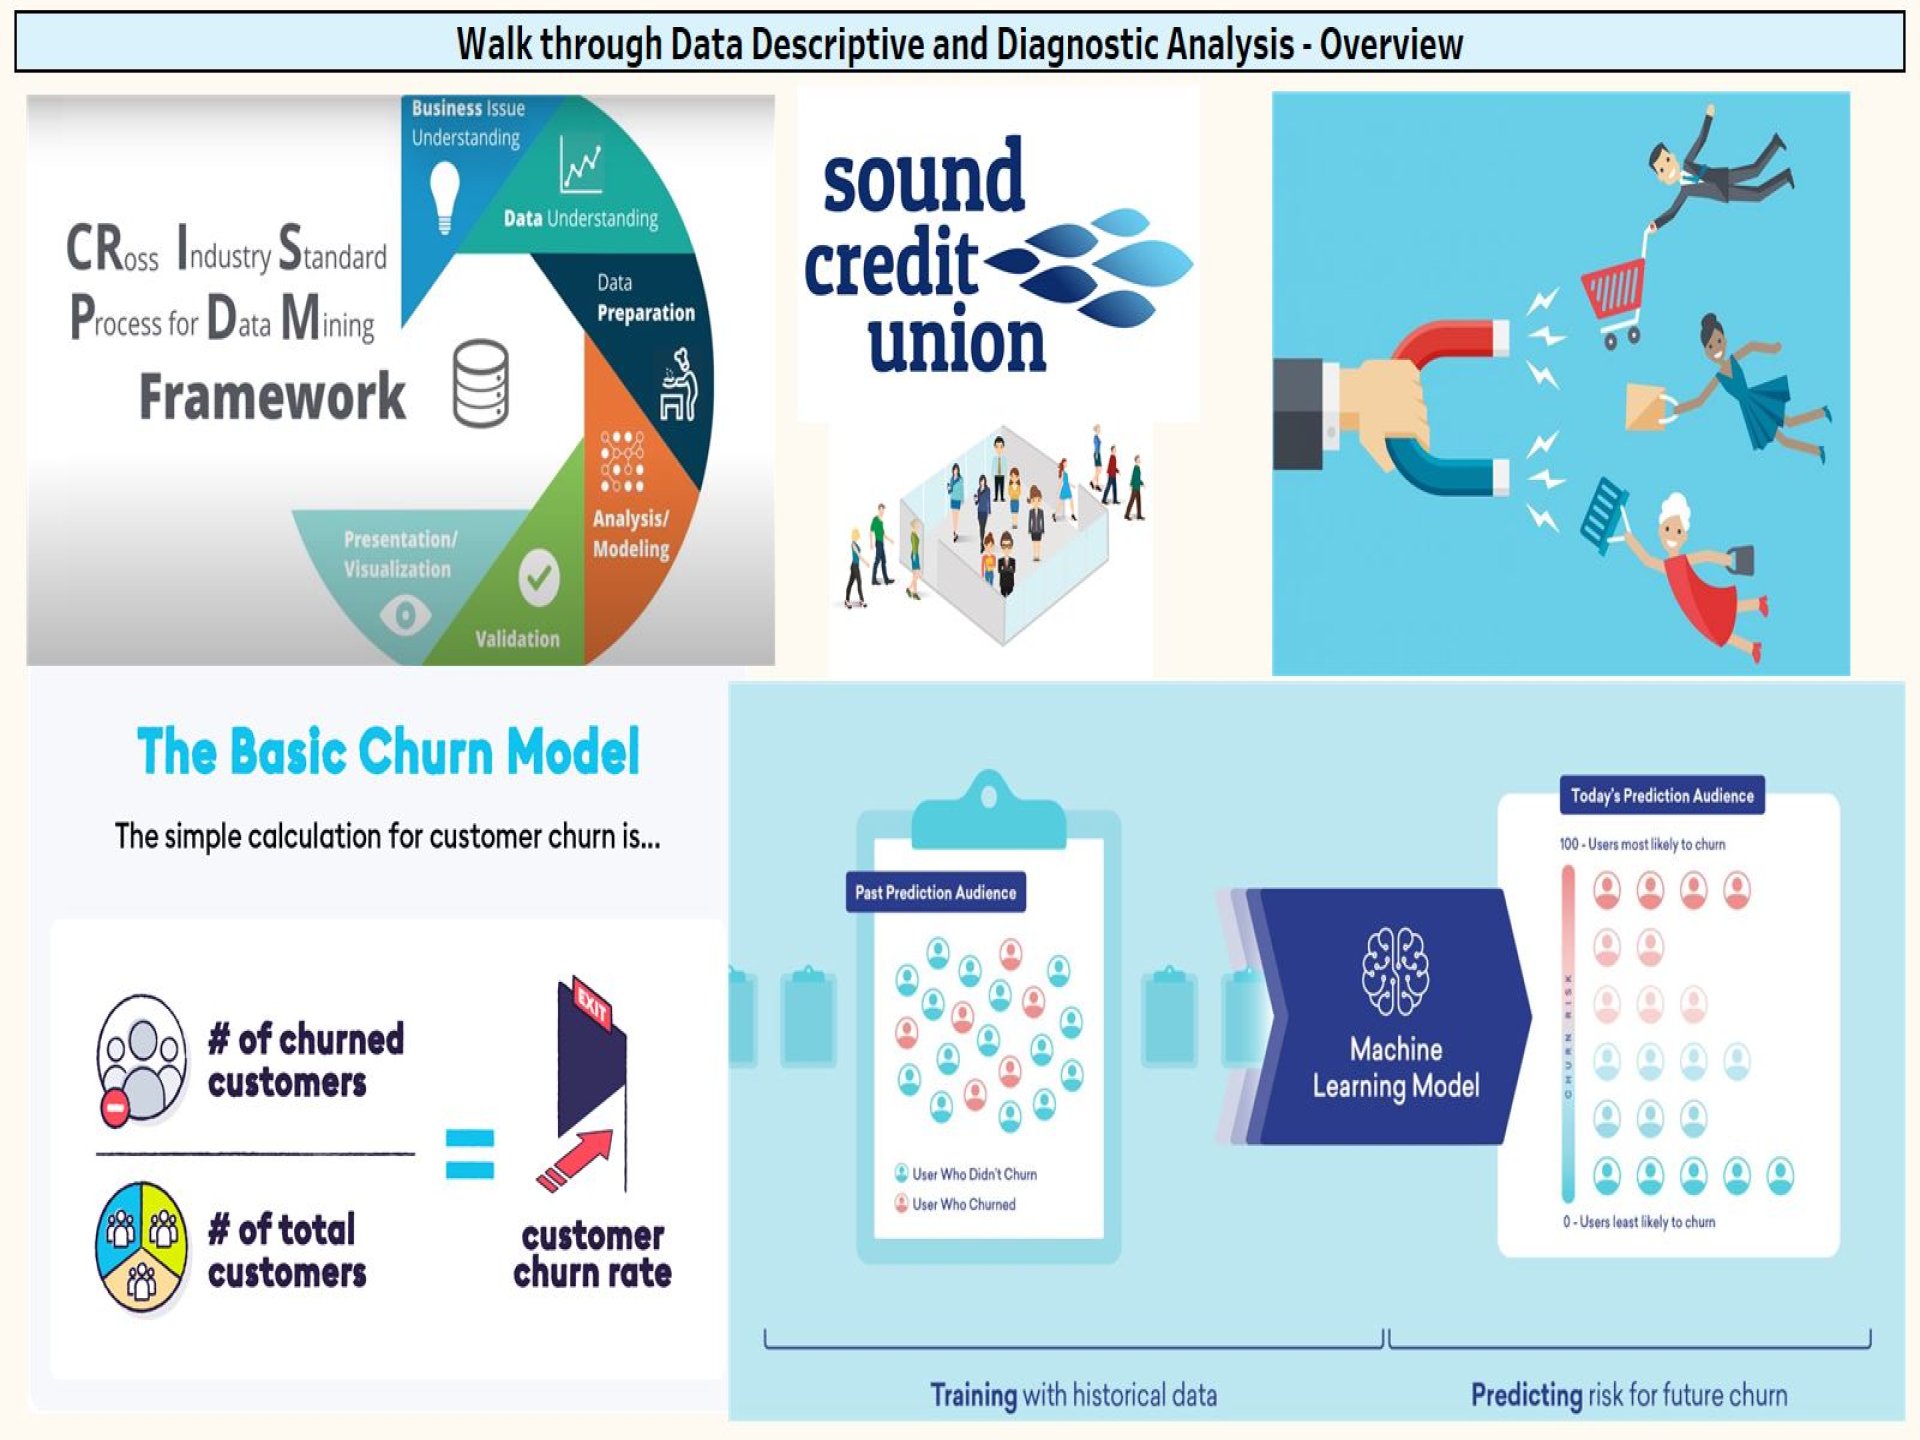 Walk through Data Descriptive and Diagnostic Analysis - Overview
CRoss Industry Standard
Process for Data Mining
Framework
Business Issue
Understanding
Data Understanding
Data
Preparation
Analysis/
Modeling
Validation
Presentation/
Visualization
sound
credit
union
The Basic Churn Model
The simple calculation for customer churn is...
# of churned
customers
# of total
customers
EXIT
customer
churn rate
Past Prediction Audience
User Who Didn't Churn
User Who Churned
Machine
Learning Model
Today's Prediction Audience
100 - Users most likely to churn
CHURN RISK
0 - Users least likely to churn
Training with historical data
Predicting risk for future churn